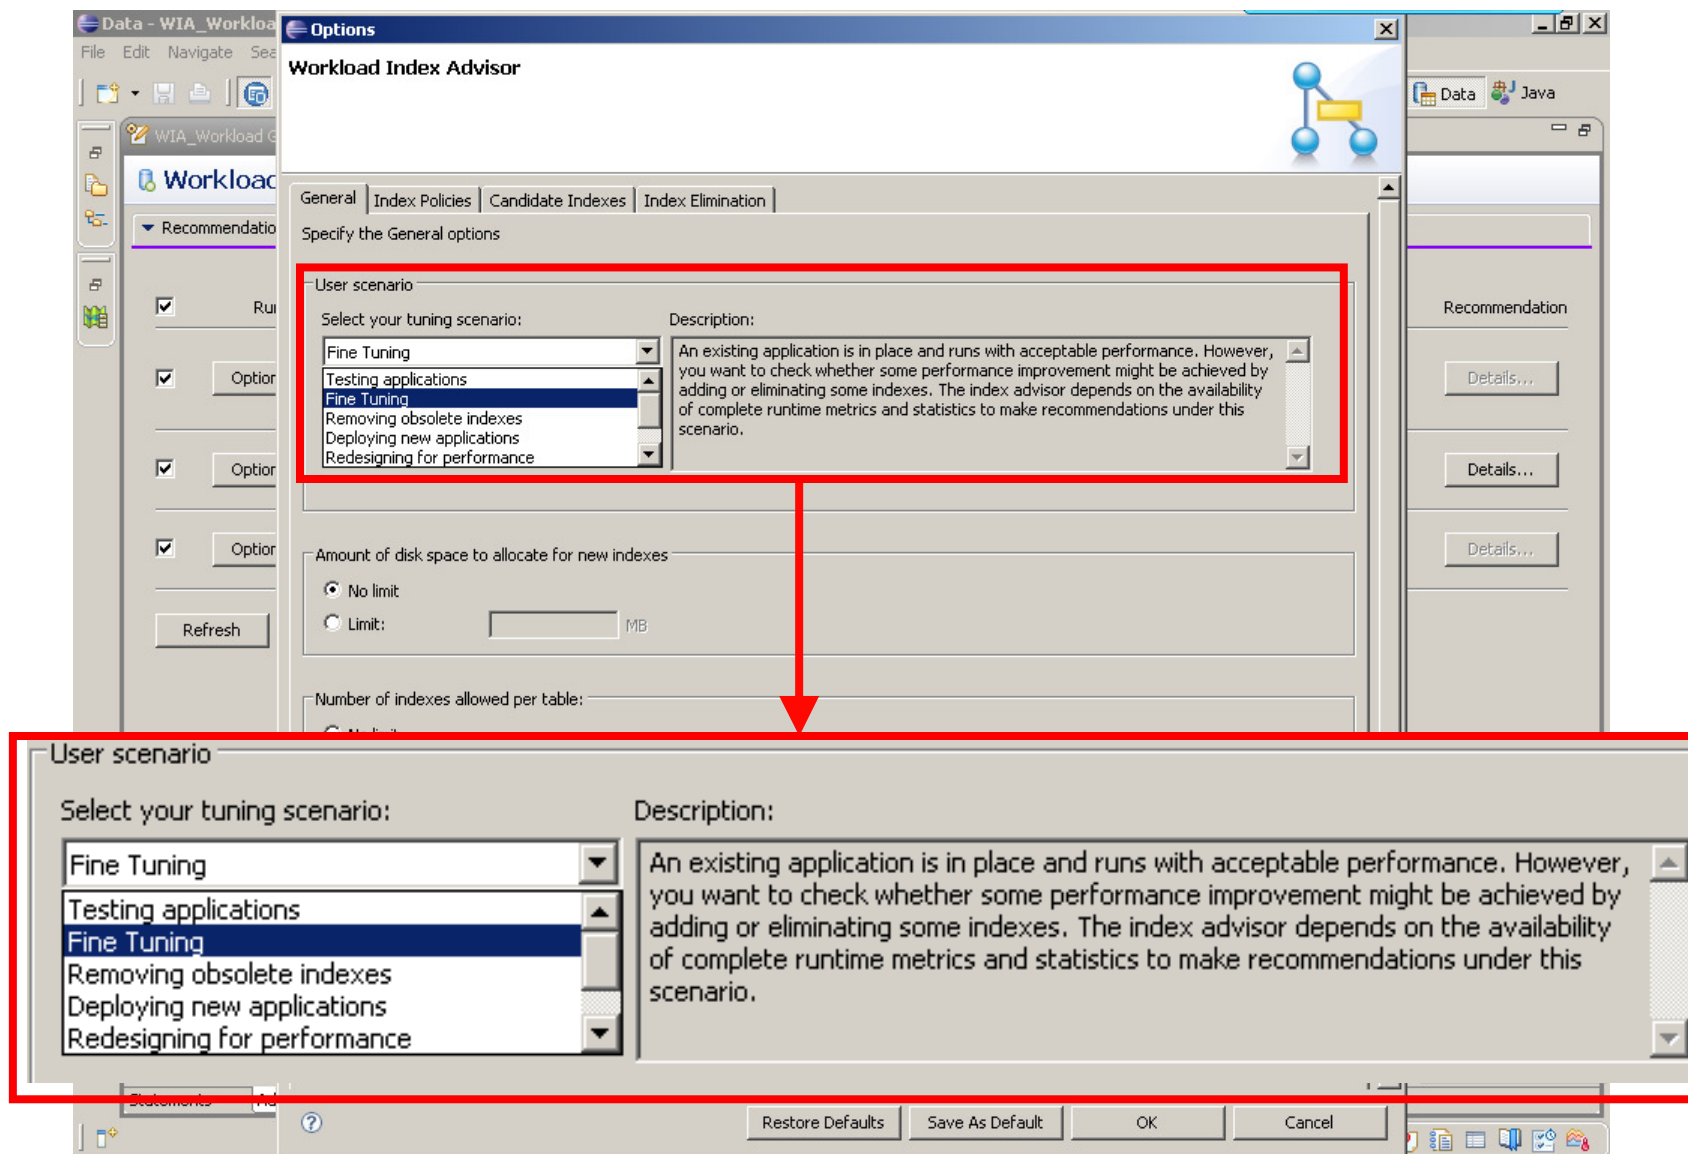 Data - WIA_Workloa
Options
File Edit Navigate Sea
Workload Index Advisor
Data Java
WIA_Workload
Workload
General Index Policies Candidate Indexes Index Elimination
Recommendatio
Specify the General options
User scenario
Recommendation
Select your tuning scenario: Description:
Fine Tuning
Testing applications
Fine Tuning
Removing obsolete indexes
Deploying new applications
Redesigning for performance
An existing application is in place and runs with acceptable performance. However,
you want to check whether some performance improvement might be achieved by
adding or eliminating some indexes. The index advisor depends on the availability
of complete runtime metrics and statistics to make recommendations under this
scenario.
Option Details...
Option Details...
Option Details...
Amount of disk space to allocate for new indexes
No limit
Limit: MB
Refresh
Number of indexes allowed per table:
User scenario
Select your tuning scenario: Description:
Fine Tuning
Testing applications
Fine Tuning
Removing obsolete indexes
Deploying new applications
Redesigning for performance
An existing application is in place and runs with acceptable performance. However,
you want to check whether some performance improvement might be achieved by
adding or eliminating some indexes. The index advisor depends on the availability
of complete runtime metrics and statistics to make recommendations under this
scenario.
Restore Defaults Save As Default OK Cancel